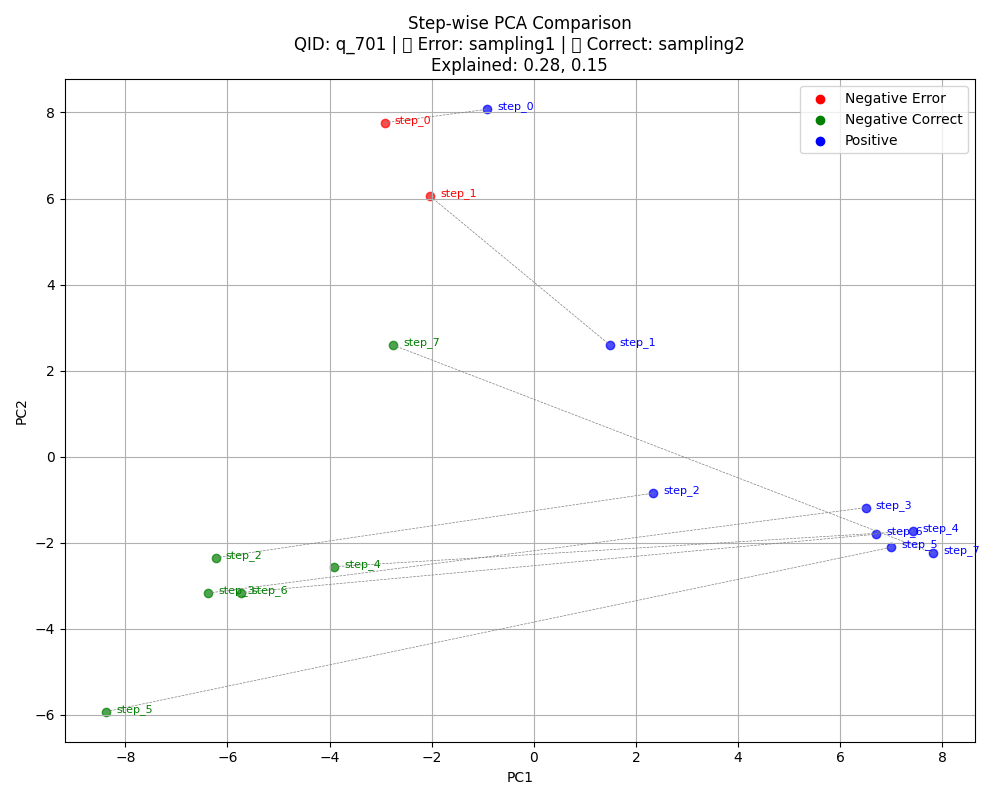 Step-wise PCA Comparison
QID: q_701 | Error: sampling1 | Correct: sampling2
Explained: 0.28, 0.15
Negative Error
Negative Correct
Positive
step_0
step_0
step_1
step_7
step_1
step_2
step_3
step_6
step_4
step_5
step_7
step_2
step_4
step_3
step_6
step_5
8
6
4
2
0
−2
−4
−6
PC2
−8
−6
−4
−2
0
2
4
6
8
PC1